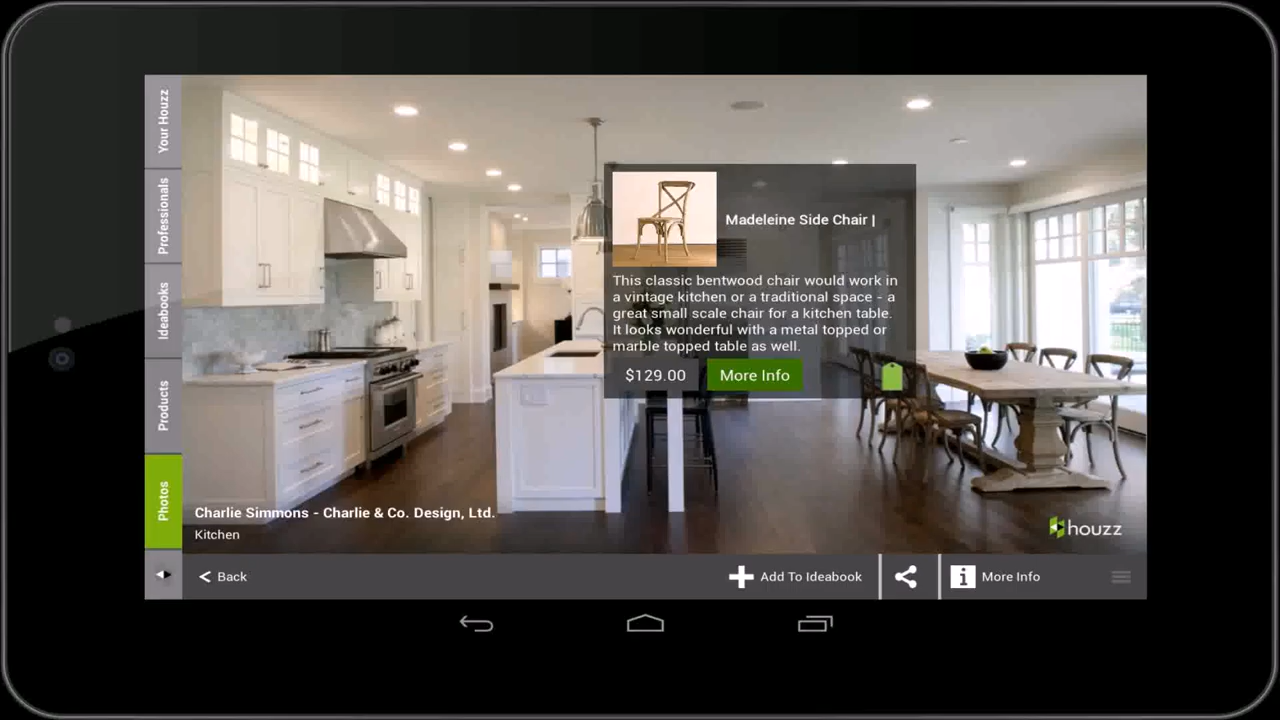 Your Houzz
Professionals
Ideabooks
Products
Photos
Madeleine Side Chair |
This classic bentwood chair would work in
a vintage kitchen or a traditional space - a
great small scale chair for a kitchen table.
It looks wonderful with a metal topped or
marble topped table as well.
$129.00
More Info
Charlie Simmons - Charlie & Co. Design, Ltd.
Kitchen
houzz
Back
Add To Ideabook
More Info